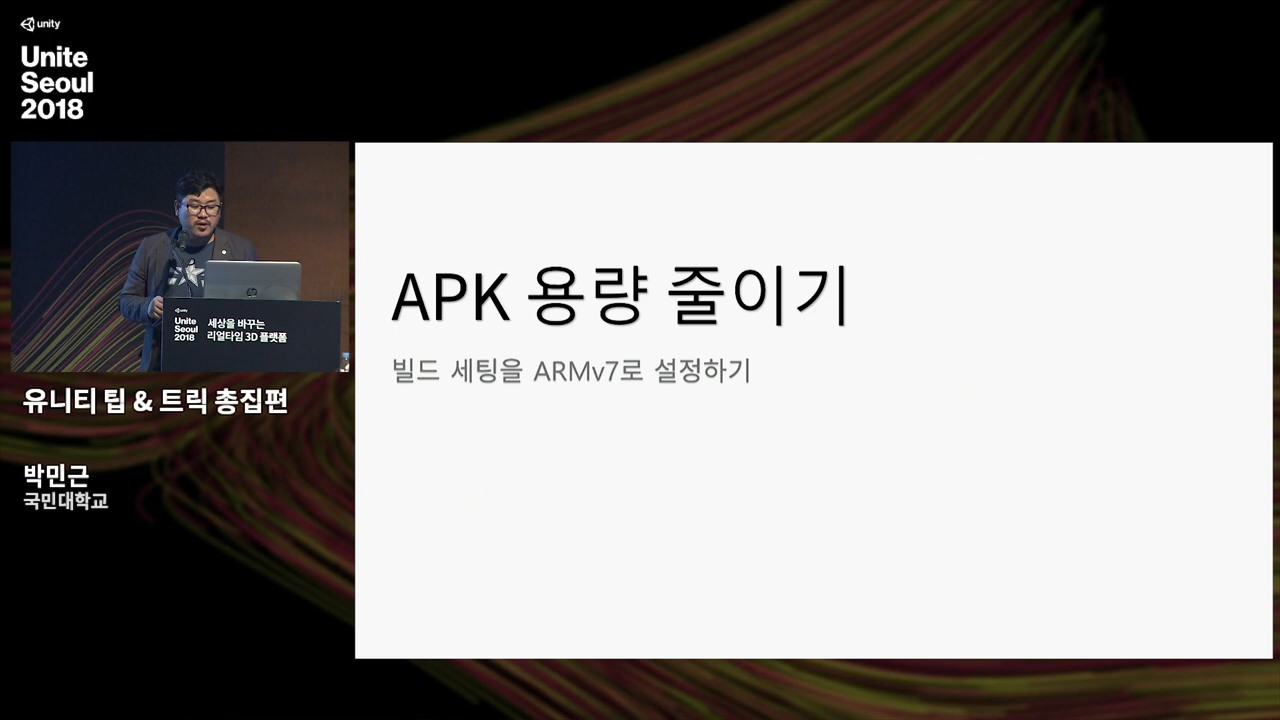 unity
Unite
Seoul
2018
unity
Unite
Seoul
2018
세상을 바꾸는
리얼타임 3D 플랫폼
유니티 팁 & 트릭 총집편
박민근
국민대학교
APK 용량 줄이기
빌드 세팅을 ARMv7로 설정하기